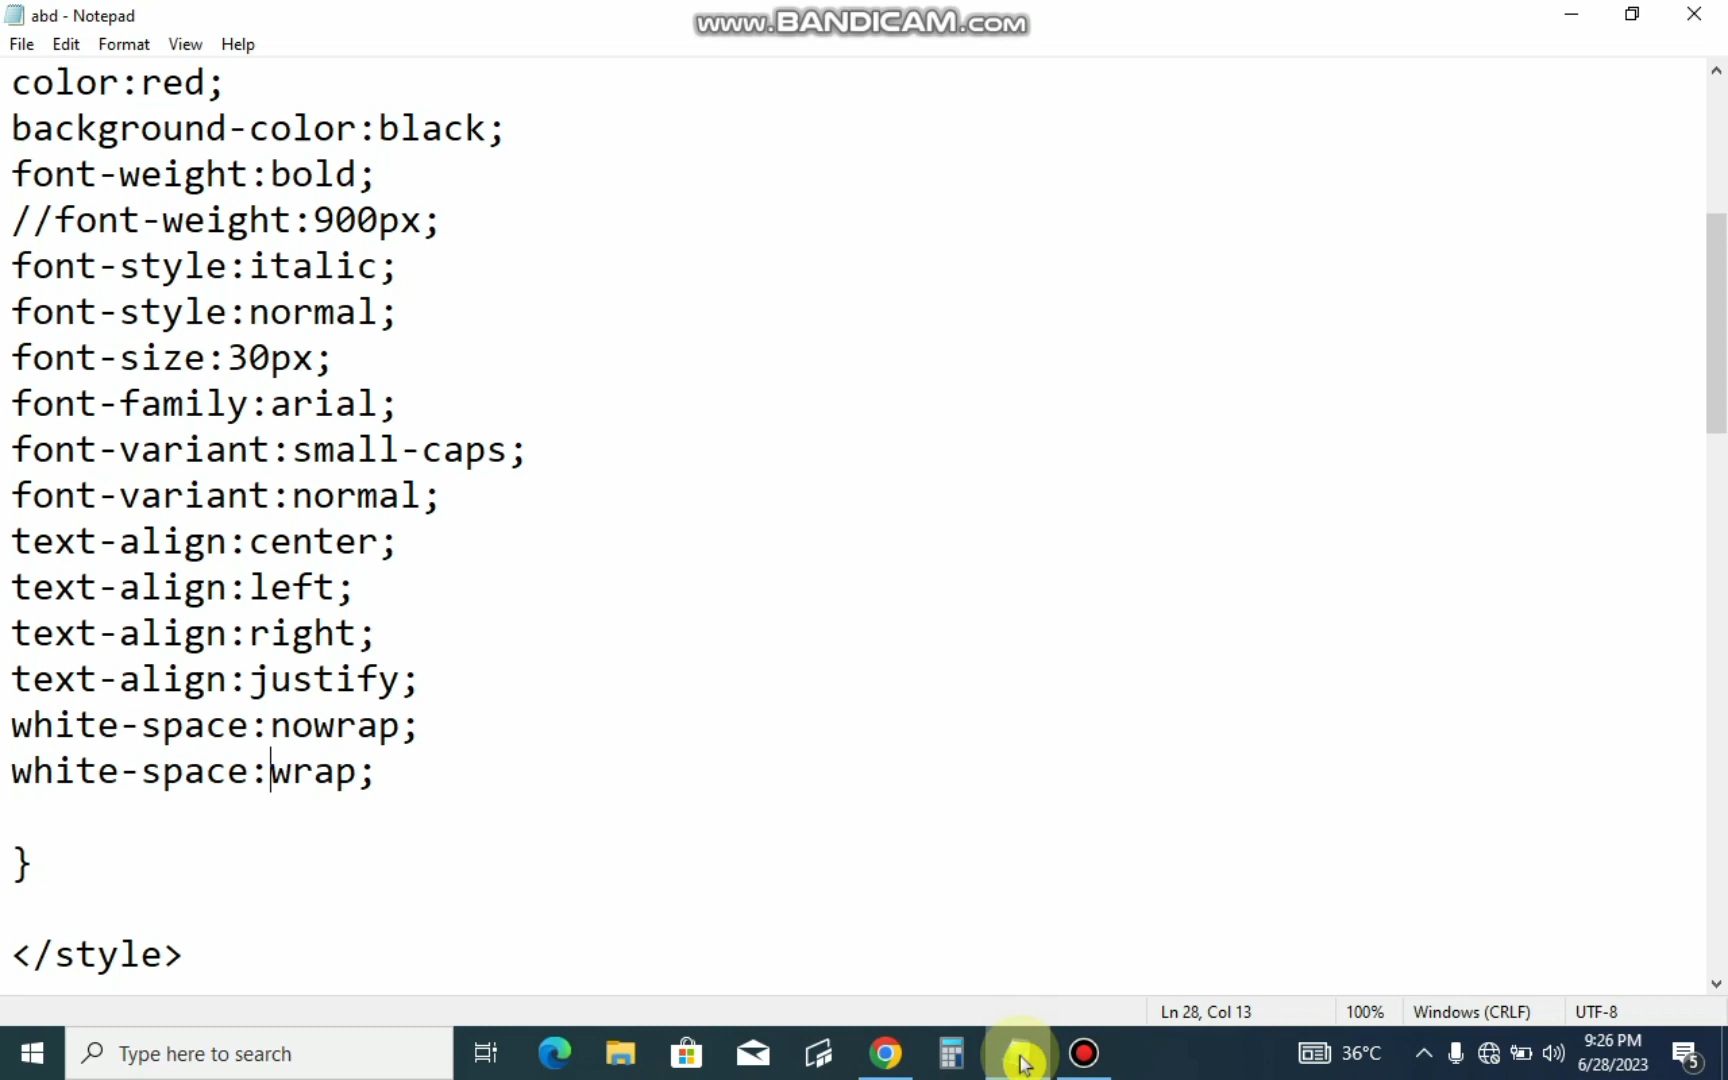 abd - Notepad
www.BANDICAM.com
File Edit Format View Help
color:red;
background-color:black;
font-weight:bold;
//font-weight:900px;
font-style:italic;
font-style:normal;
font-size:30px;
font-family:arial;
font-variant:small-caps;
font-variant:normal;
text-align:center;
text-align:left;
text-align:right;
text-align:justify;
white-space:nowrap;
white-space:wrap;
}
</style>
Ln 28, Col 13 100% Windows (CRLF) UTF-8
Type here to search
36°C
9:26 PM
6/28/2023
5